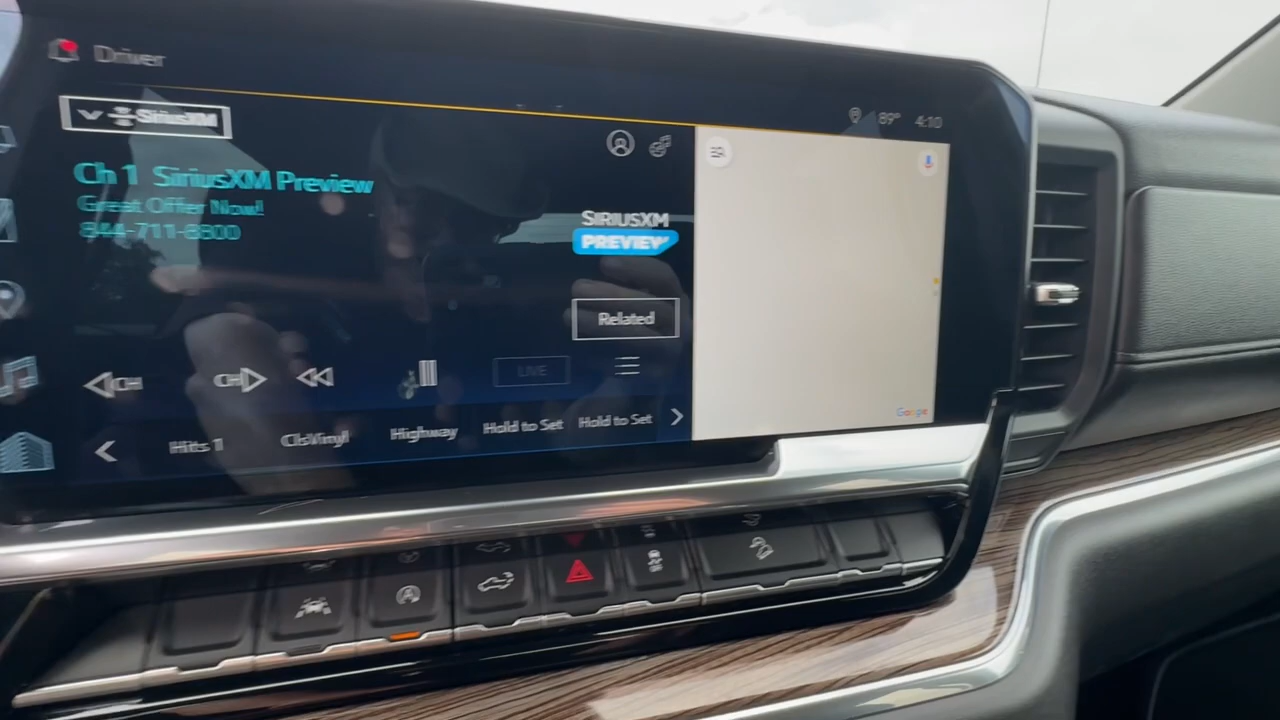 Driver
89° 4:10
SiriusXM
Ch 1 SiriusXM Preview
Great Offer Now!
844-711-8800
SIRIUSXM
PREVIEW
Related
CH
CH
LIVE
Hits 1
ClsVinyl
Highway
Hold to Set
Hold to Set
Google